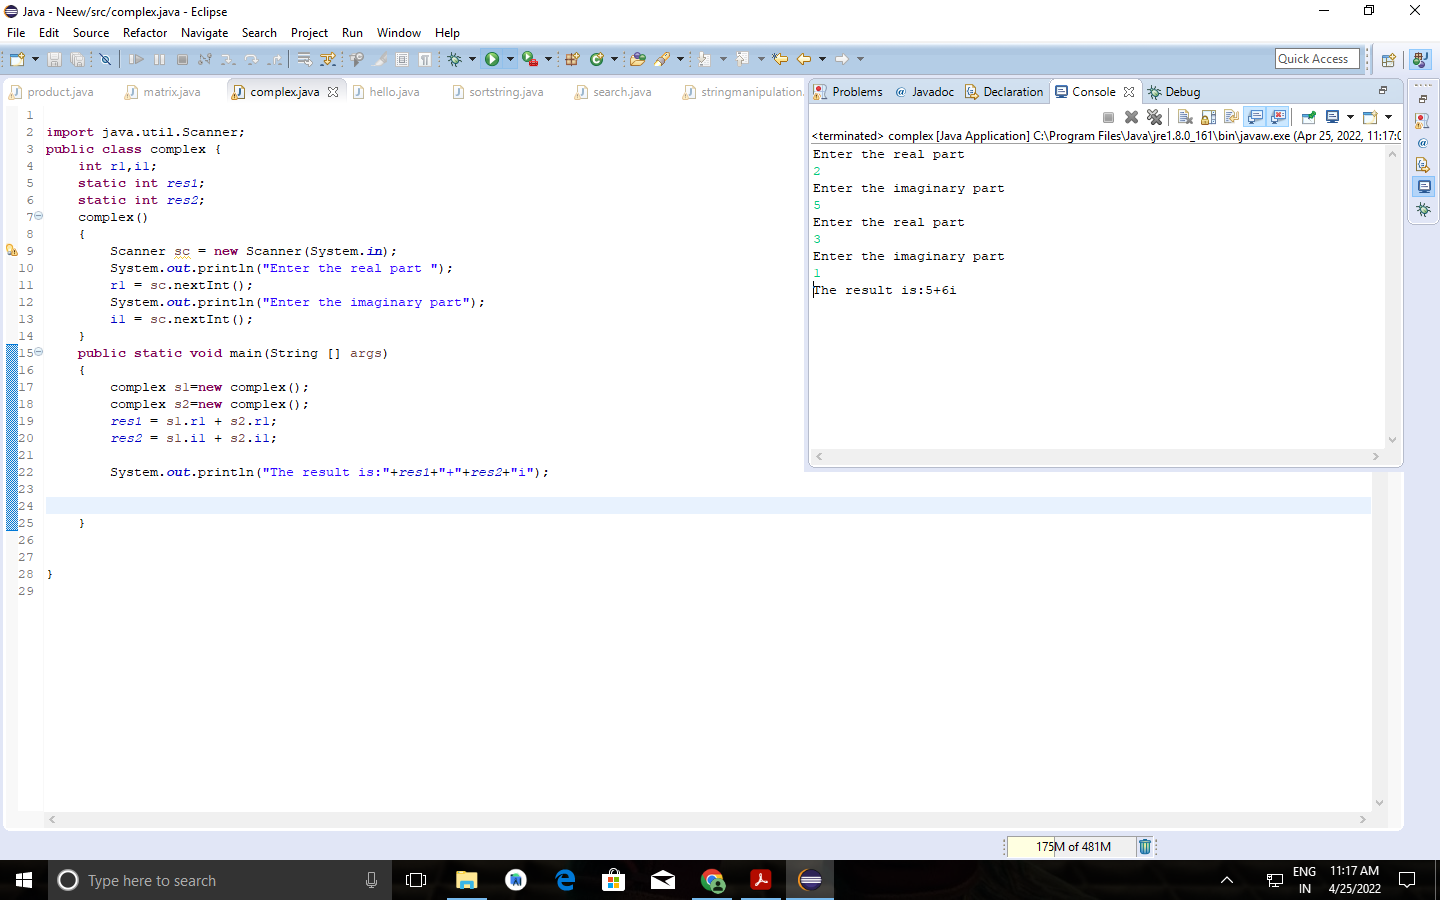 Java - Neew/src/complex.java - Eclipse
File Edit Source Refactor Navigate Search Project Run Window Help
Quick Access
product.java matrix.java complex.java hello.java sortstring.java search.java stringmanipulation.
1
2 import java.util.Scanner;
3 public class complex {
4 int r1,i1;
5 static int res1;
6 static int res2;
7 complex()
8 {
9 Scanner sc = new Scanner(System.in);
10 System.out.println("Enter the real part ");
11 r1 = sc.nextInt();
12 System.out.println("Enter the imaginary part");
13 i1 = sc.nextInt();
14 }
15 public static void main(String [] args)
16 {
17 complex s1=new complex();
18 complex s2=new complex();
19 res1 = s1.r1 + s2.r1;
20 res2 = s1.i1 + s2.i1;
21
22 System.out.println("The result is:"+res1+"+"+res2+"i");
23
24
25 }
26
27
28 }
29
Problems @ Javadoc Declaration Console Debug
<terminated> complex [Java Application] C:\Program Files\Java\jre1.8.0_161\bin\javaw.exe (Apr 25, 2022, 11:17:0
Enter the real part
2
Enter the imaginary part
5
Enter the real part
3
Enter the imaginary part
1
The result is:5+6i
175M of 481M
Type here to search
ENG
IN
11:17 AM
4/25/2022